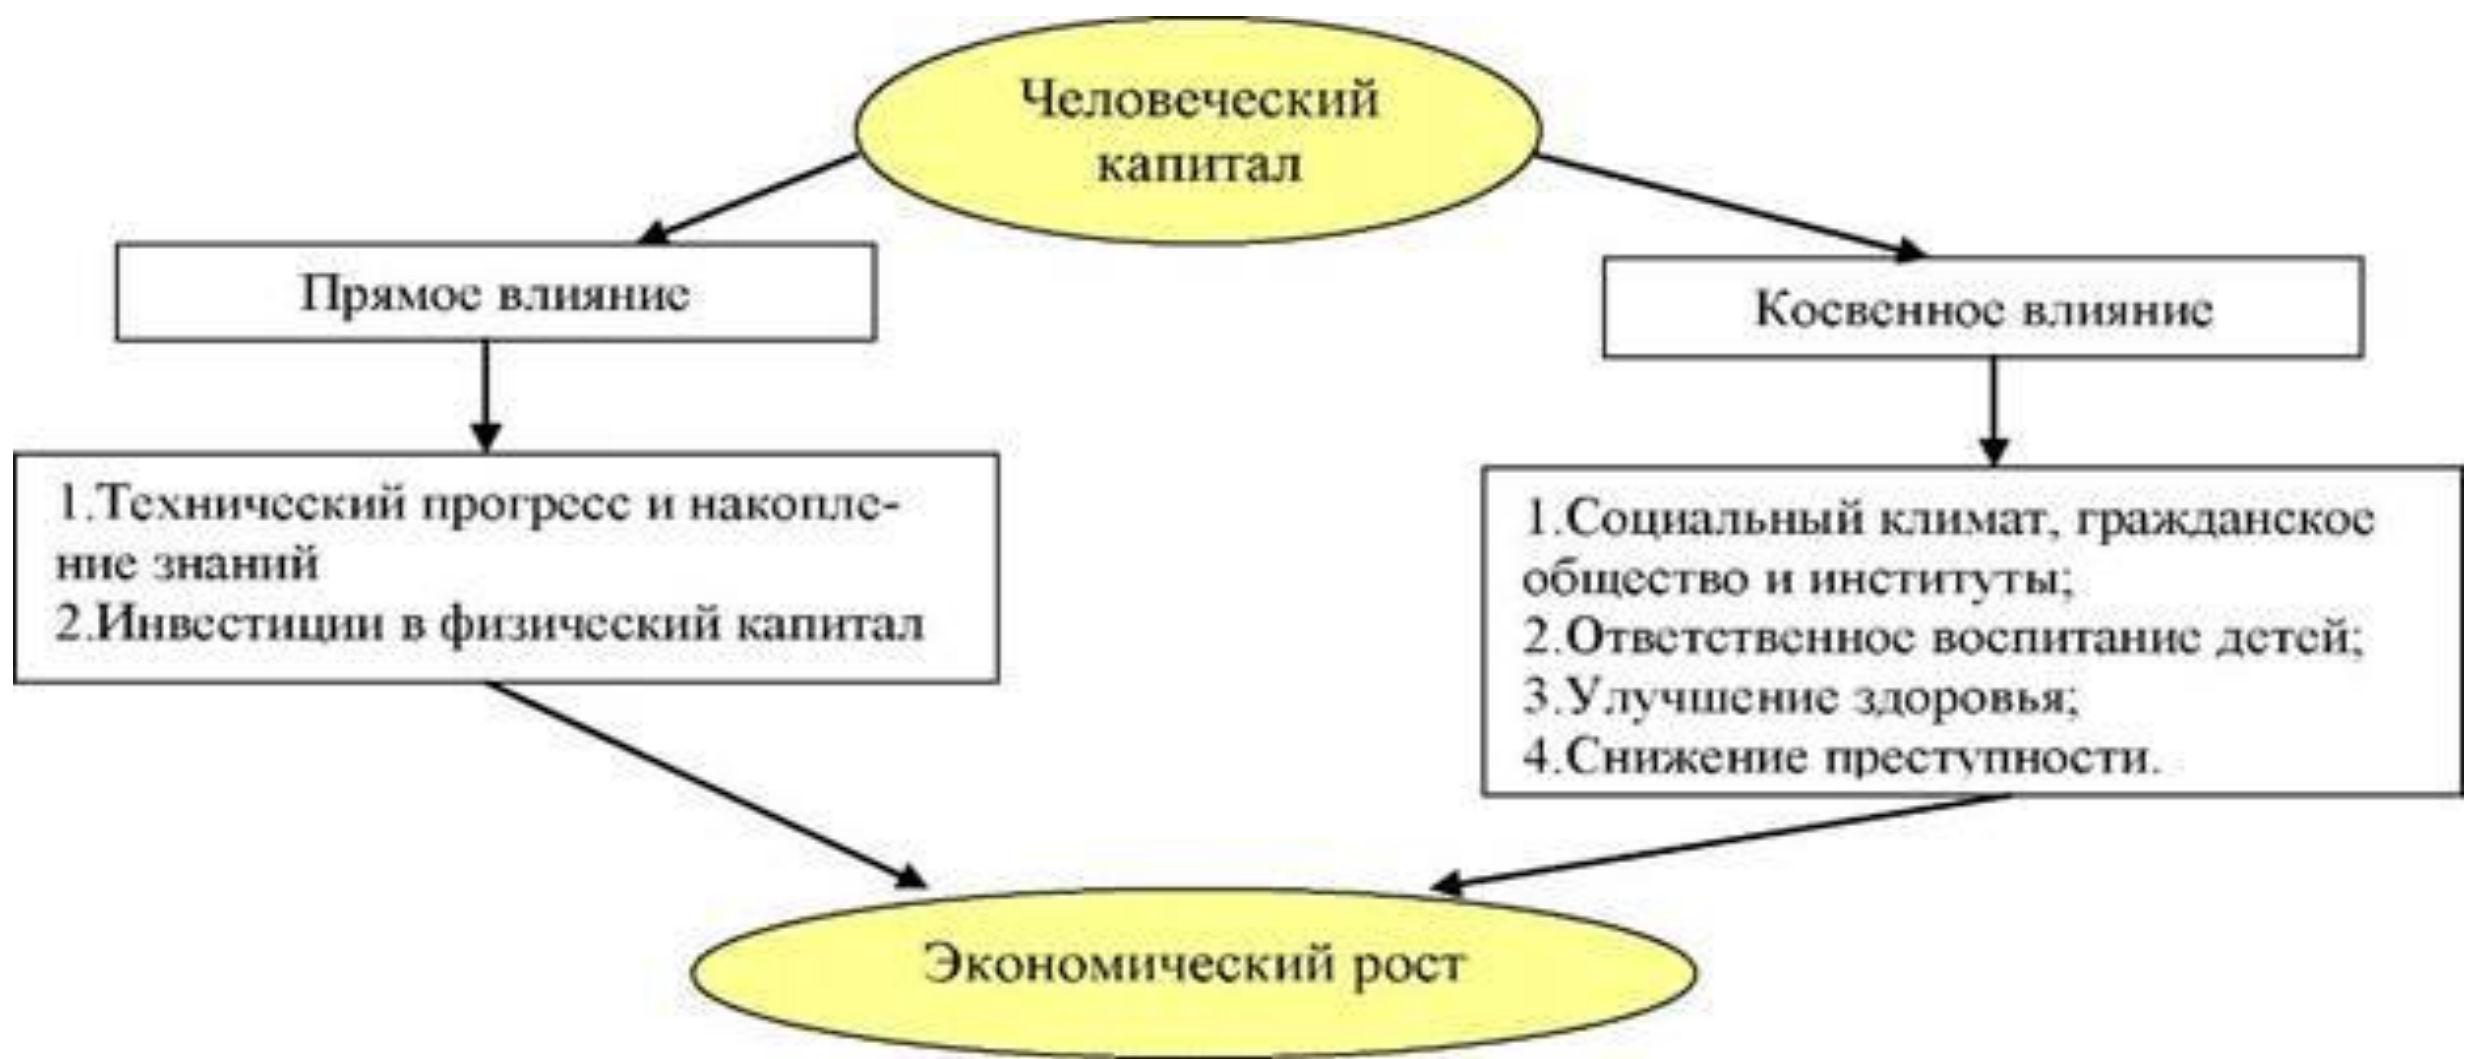 Человеческий
капитал
Прямое влияние
Косвенное влияние
1.Технический прогресс и накопле-
ние знаний
2.Инвестиции в физический капитал
1.Социальный климат, гражданское
общество и институты;
2.Ответственное воспитание детей;
3.Улучшение здоровья;
4.Снижение преступности.
Экономический рост